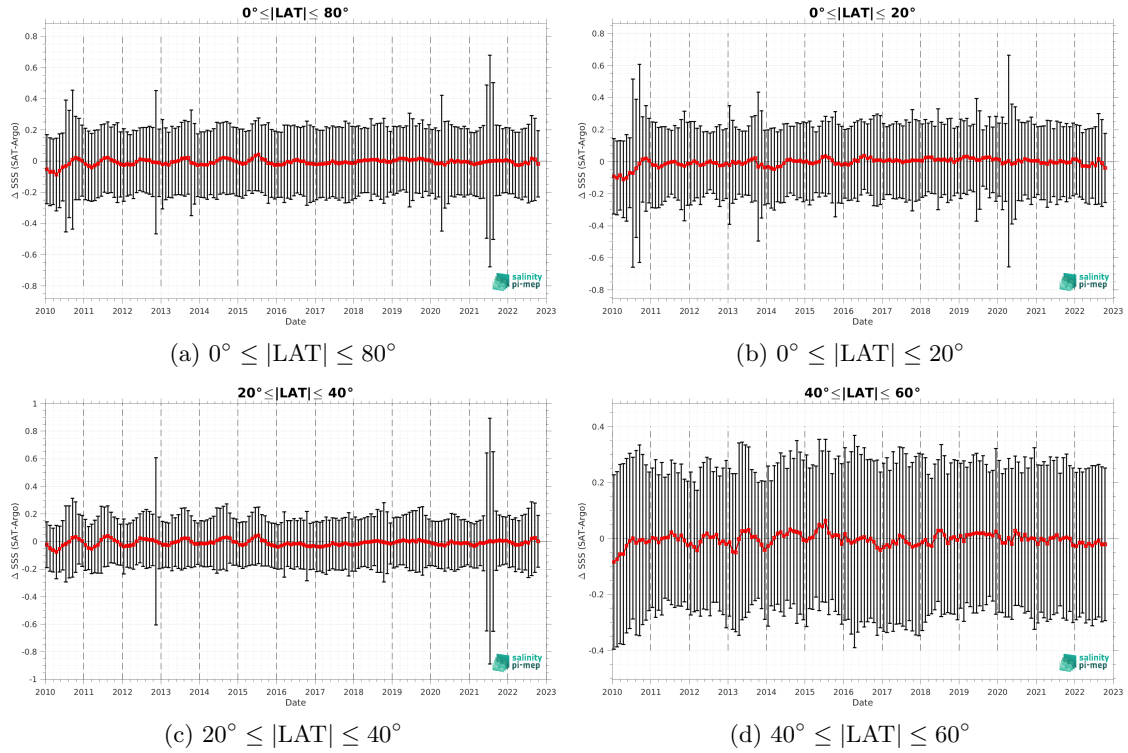 0°≤|LAT|≤ 80°
0.8
0.6
0.4
0.2
0
-0.2
-0.4
-0.6
-0.8
Δ SSS (SAT-Argo)
2010 2011 2012 2013 2014 2015 2016 2017 2018 2019 2020 2021 2022 2023
Date
salinity
pi-mep
(a) 0° ≤ |LAT| ≤ 80°
0°≤|LAT|≤ 20°
0.8
0.6
0.4
0.2
0
-0.2
-0.4
-0.6
-0.8
Δ SSS (SAT-Argo)
2010 2011 2012 2013 2014 2015 2016 2017 2018 2019 2020 2021 2022 2023
Date
salinity
pi-mep
(b) 0° ≤ |LAT| ≤ 20°
20°≤|LAT|≤ 40°
1
0.8
0.6
0.4
0.2
0
-0.2
-0.4
-0.6
-0.8
-1
Δ SSS (SAT-Argo)
2010 2011 2012 2013 2014 2015 2016 2017 2018 2019 2020 2021 2022 2023
Date
salinity
pi-mep
(c) 20° ≤ |LAT| ≤ 40°
40°≤|LAT|≤ 60°
0.4
0.2
0
-0.2
-0.4
Δ SSS (SAT-Argo)
2010 2011 2012 2013 2014 2015 2016 2017 2018 2019 2020 2021 2022 2023
Date
salinity
pi-mep
(d) 40° ≤ |LAT| ≤ 60°